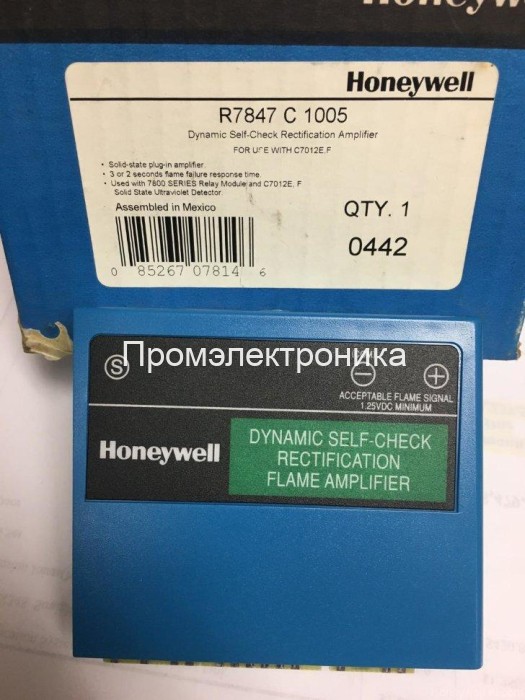 Honeywell
Honeywell
R7847 C 1005
Dynamic Self-Check Rectification Amplifier
FOR USE WITH C7012E, F
• Solid-state plug-in amplifier.
• 3 or 2 seconds flame failure response time.
• Used with 7800 SERIES Relay Module and C7012E, F
Solid State Ultraviolet Detector.
Assembled in Mexico
QTY. 1
0442
0 85267 07814 6
Промэлектроника
S
− +
ACCEPTABLE FLAME SIGNAL
1.25VDC MINIMUM
Honeywell
DYNAMIC SELF-CHECK
RECTIFICATION
FLAME AMPLIFIER